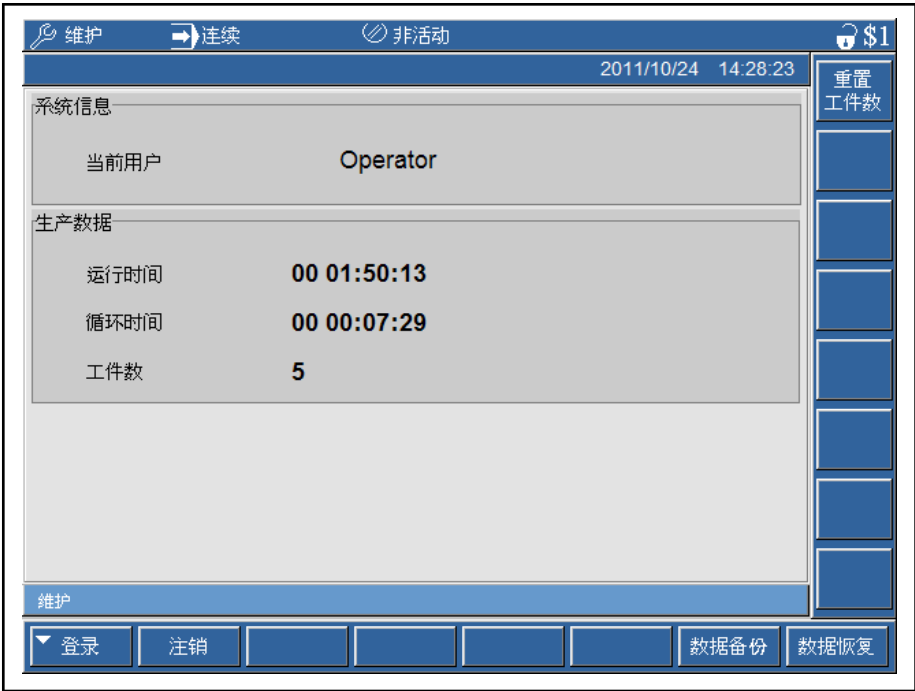 维护 连续 非活动 $1
2011/10/24 14:28:23
重置
工件数
系统信息
当前用户 Operator
生产数据
运行时间 00 01:50:13
循环时间 00 00:07:29
工件数 5
维护
登录 注销 数据备份 数据恢复